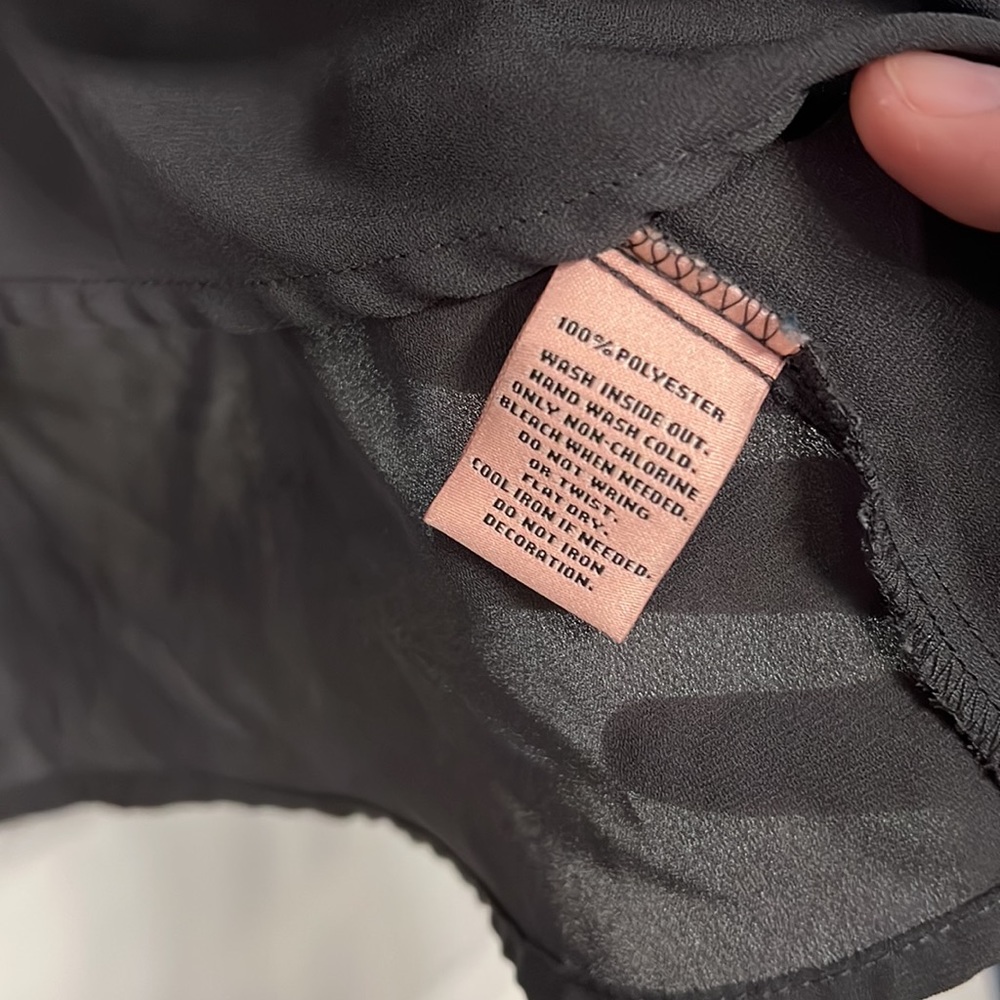 100%POLYESTER
WASH INSIDE OUT.
HAND WASH COLD.
ONLY NON-CHLORINE
BLEACH WHEN NEEDED.
DO NOT WRING
OR TWIST.
FLAT DRY.
COOL IRON IF NEEDED.
DO NOT IRON
DECORATION.